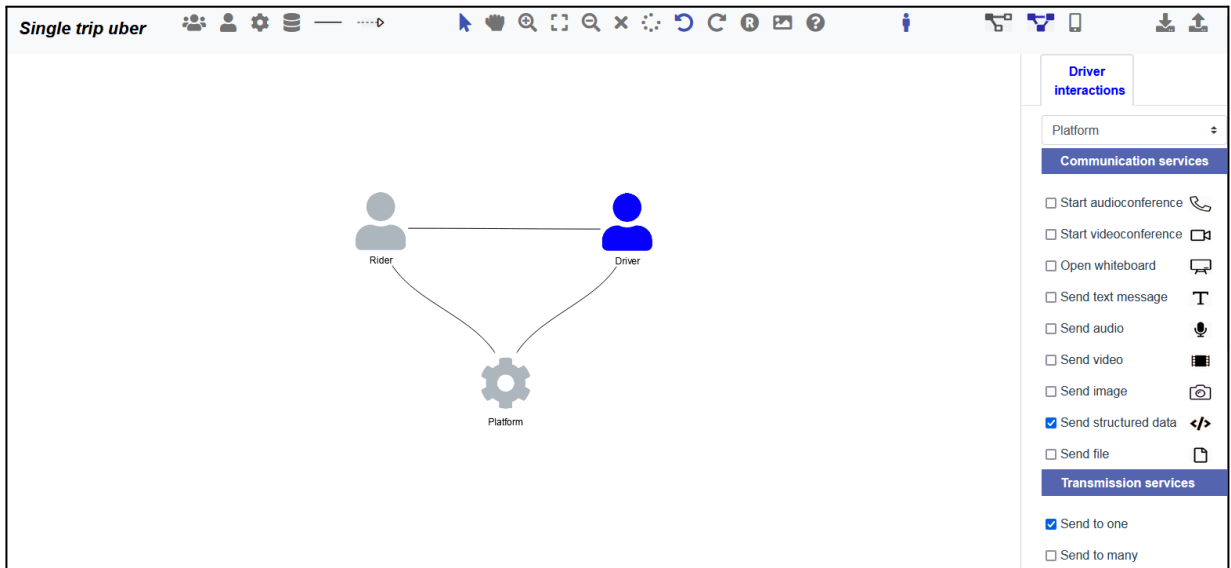 Single trip uber
Driver
interactions
Platform
Communication services
Start audioconference
Start videoconference
Open whiteboard
Send text message
Send audio
Send video
Send image
Send structured data
Send file
Transmission services
Send to one
Send to many
Rider
Driver
Platform